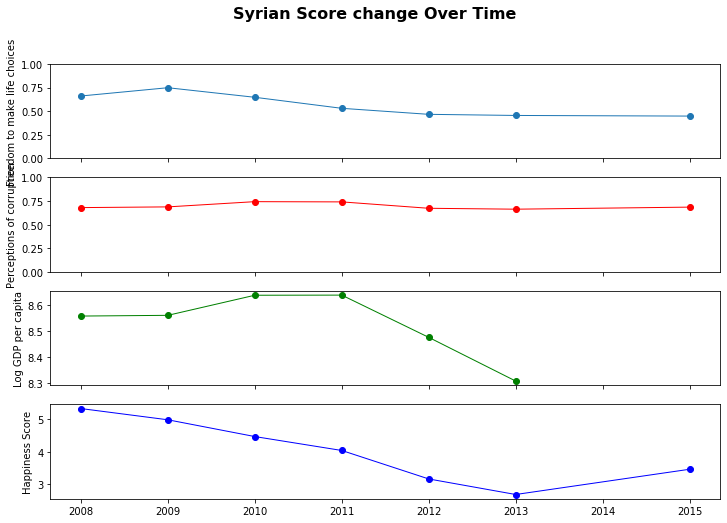 Syrian Score change Over Time
Freedom to make life choices
1.00
0.75
0.50
0.25
0.00
Perceptions of corruption
1.00
0.75
0.50
0.25
0.00
Log GDP per capita
8.6
8.5
8.4
8.3
Happiness Score
5
4
3
2008 2009 2010 2011 2012 2013 2014 2015